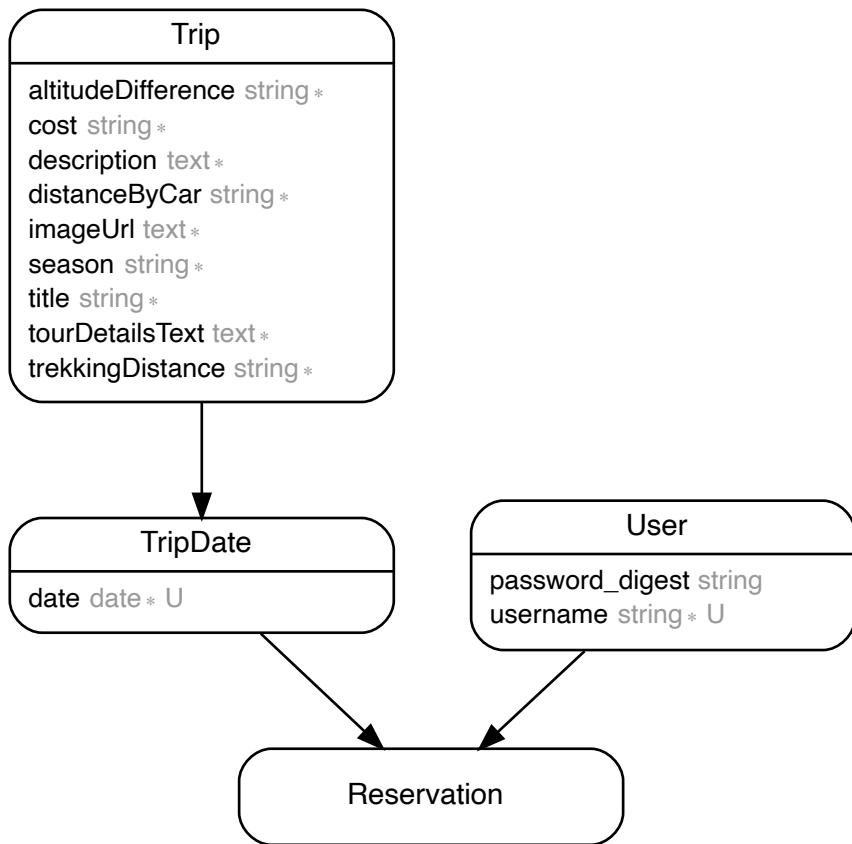 Trip
altitudeDifference string *
cost string *
description text *
distanceByCar string *
imageUrl text *
season string *
title string *
tourDetailsText text *
trekkingDistance string *
TripDate
date date * U
User
password_digest string
username string * U
Reservation